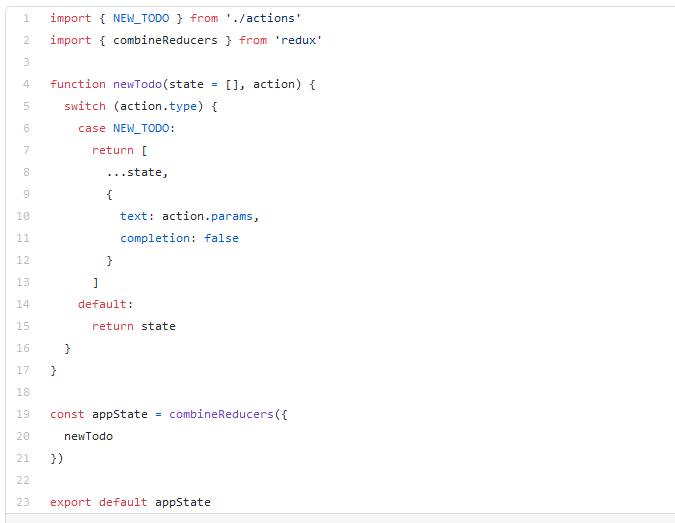 1 import { NEW_TODO } from './actions'
2 import { combineReducers } from 'redux'
3
4 function newTodo(state = [], action) {
5   switch (action.type) {
6     case NEW_TODO:
7       return [
8         ...state,
9         {
10           text: action.params,
11           completion: false
12         }
13       ]
14     default:
15       return state
16   }
17 }
18
19 const appState = combineReducers({
20   newTodo
21 })
22
23 export default appState